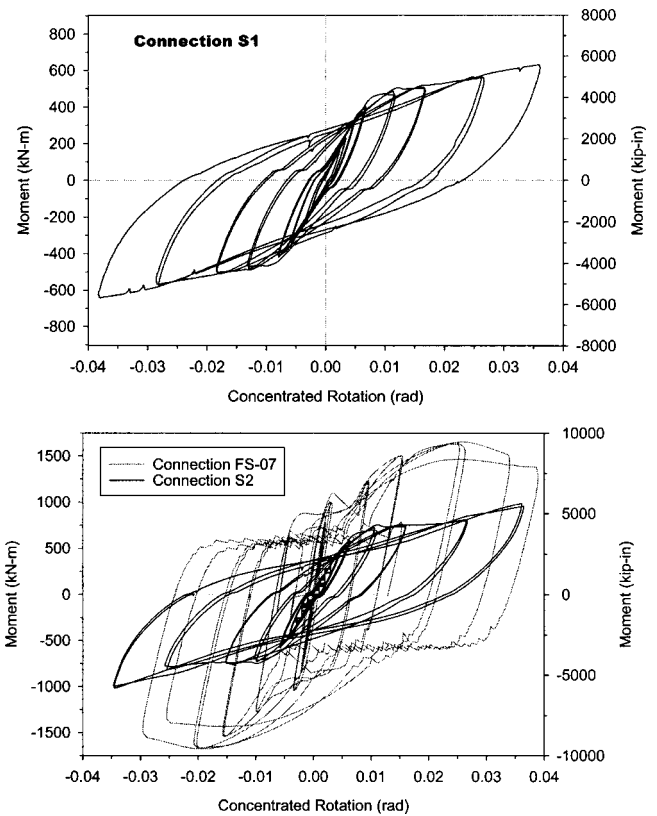 Connection S1
Moment (kN-m)
800
600
400
200
0
-200
-400
-600
-800
8000
6000
4000
2000
0
-2000
-4000
-6000
-8000
Moment (kip-in)
-0.04 -0.03 -0.02 -0.01 0.00 0.01 0.02 0.03 0.04
Concentrated Rotation (rad)
Connection FS-07
Connection S2
Moment (kN-m)
1500
1000
500
0
-500
-1000
-1500
10000
5000
0
-5000
-10000
Moment (kip-in)
-0.04 -0.03 -0.02 -0.01 0.00 0.01 0.02 0.03 0.04
Concentrated Rotation (rad)